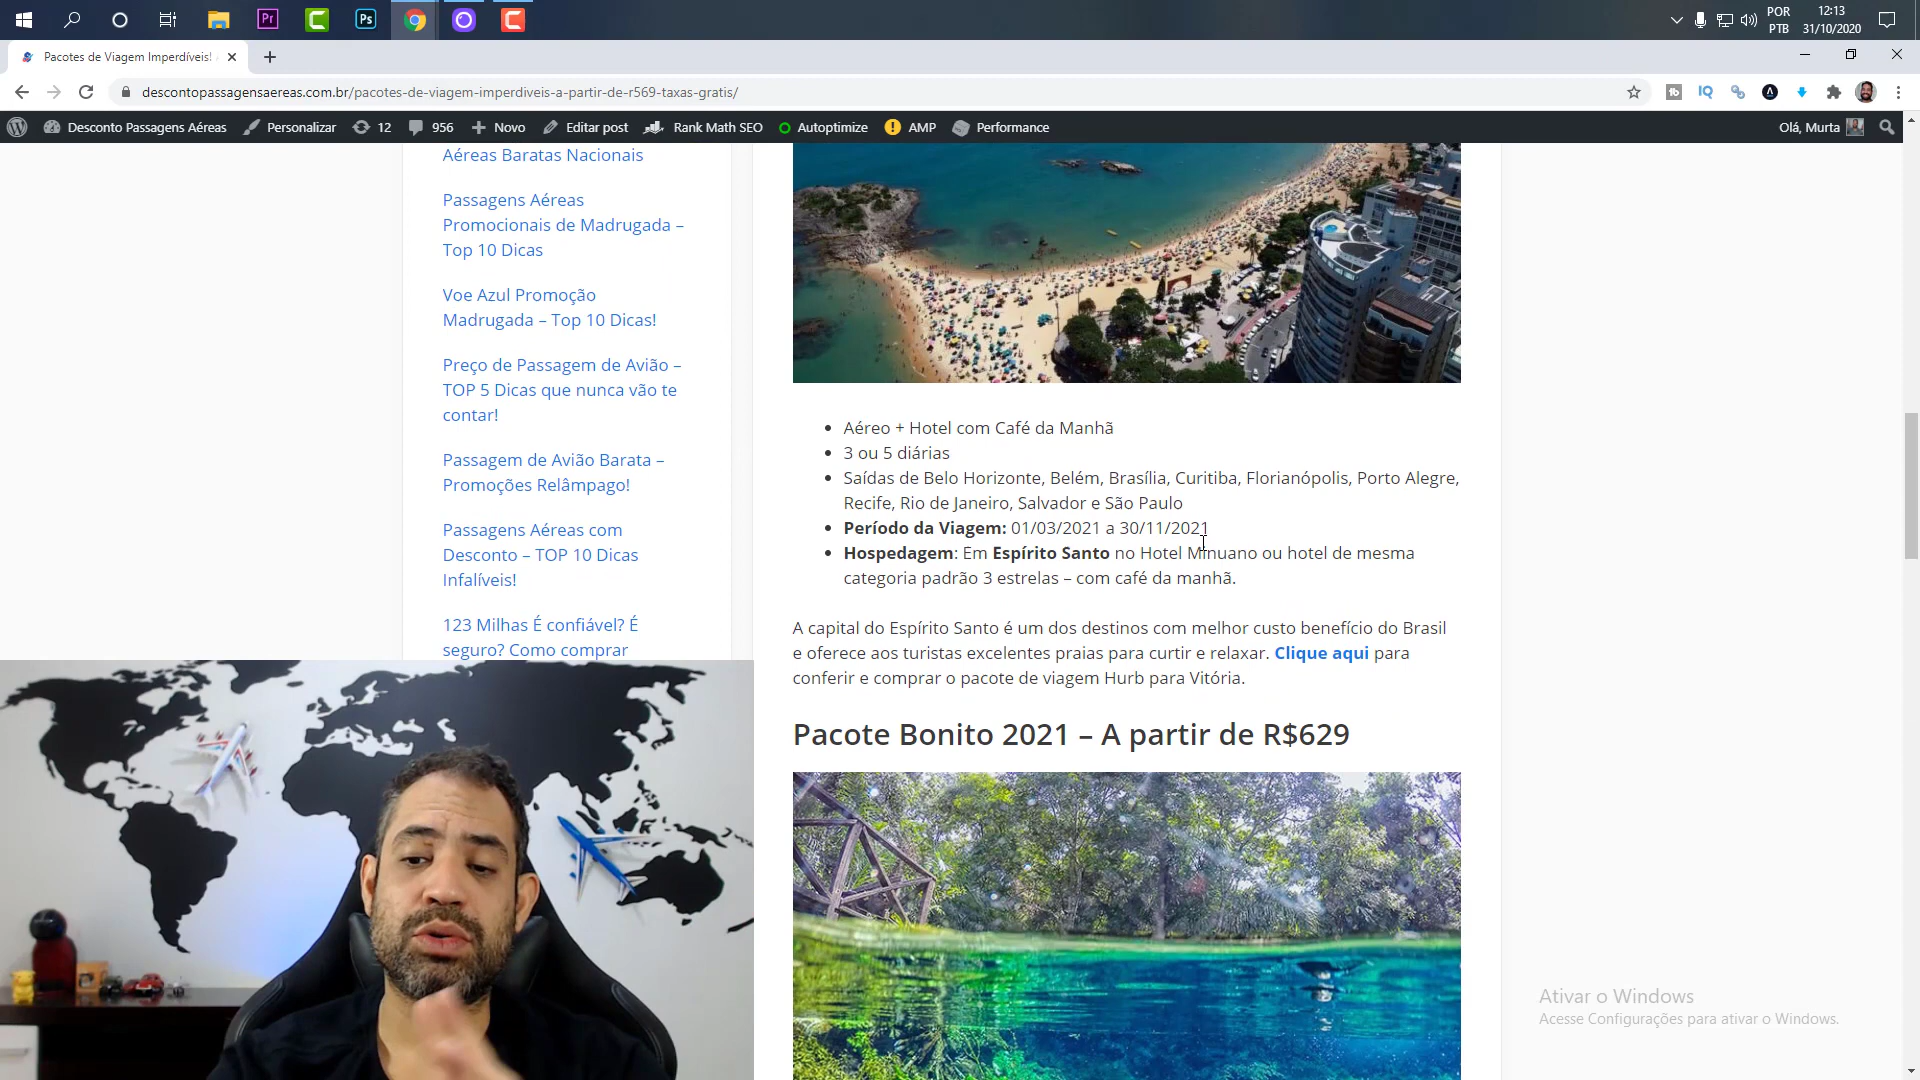 Pr
Ps
POR
PTB
12:13
31/10/2020
Pacotes de Viagem Imperdíveis!
descontopassagensaereas.com.br/pacotes-de-viagem-imperdiveis-a-partir-de-r569-taxas-gratis/
IQ
Desconto Passagens Aéreas
Personalizar
12
956
Novo
Editar post
Rank Math SEO
Autoptimize
AMP
Performance
Olá, Murta
Aéreas Baratas Nacionais
Passagens Aéreas
Promocionais de Madrugada –
Top 10 Dicas
Voe Azul Promoção
Madrugada – Top 10 Dicas!
Preço de Passagem de Avião –
TOP 5 Dicas que nunca vão te
contar!
Passagem de Avião Barata –
Promoções Relâmpago!
Passagens Aéreas com
Desconto – TOP 10 Dicas
Infalíveis!
123 Milhas É confiável? É
seguro? Como comprar
Aéreo + Hotel com Café da Manhã
3 ou 5 diárias
Saídas de Belo Horizonte, Belém, Brasília, Curitiba, Florianópolis, Porto Alegre,
Recife, Rio de Janeiro, Salvador e São Paulo
Período da Viagem: 01/03/2021 a 30/11/2021
Hospedagem: Em Espírito Santo no Hotel Minuano ou hotel de mesma
categoria padrão 3 estrelas – com café da manhã.
A capital do Espírito Santo é um dos destinos com melhor custo benefício do Brasil
e oferece aos turistas excelentes praias para curtir e relaxar. Clique aqui para
conferir e comprar o pacote de viagem Hurb para Vitória.
Pacote Bonito 2021 – A partir de R$629
Ativar o Windows
Acesse Configurações para ativar o Windows.